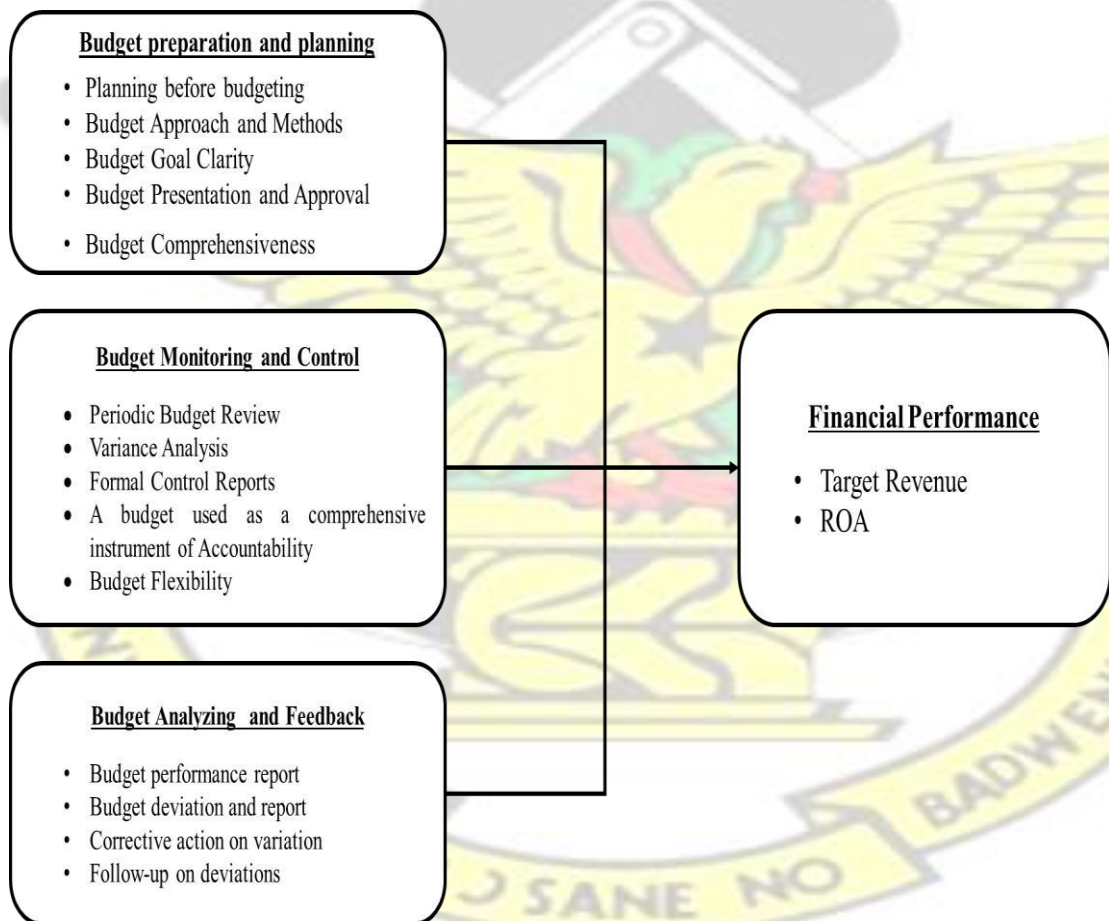 Budget preparation and planning
• Planning before budgeting
• Budget Approach and Methods
• Budget Goal Clarity
• Budget Presentation and Approval
• Budget Comprehensiveness
Budget Monitoring and Control
• Periodic Budget Review
• Variance Analysis
• Formal Control Reports
• A budget used as a comprehensive
instrument of Accountability
• Budget Flexibility
Budget Analyzing and Feedback
• Budget performance report
• Budget deviation and report
• Corrective action on variation
• Follow-up on deviations
Financial Performance
• Target Revenue
• ROA
SANE NO BADWEN